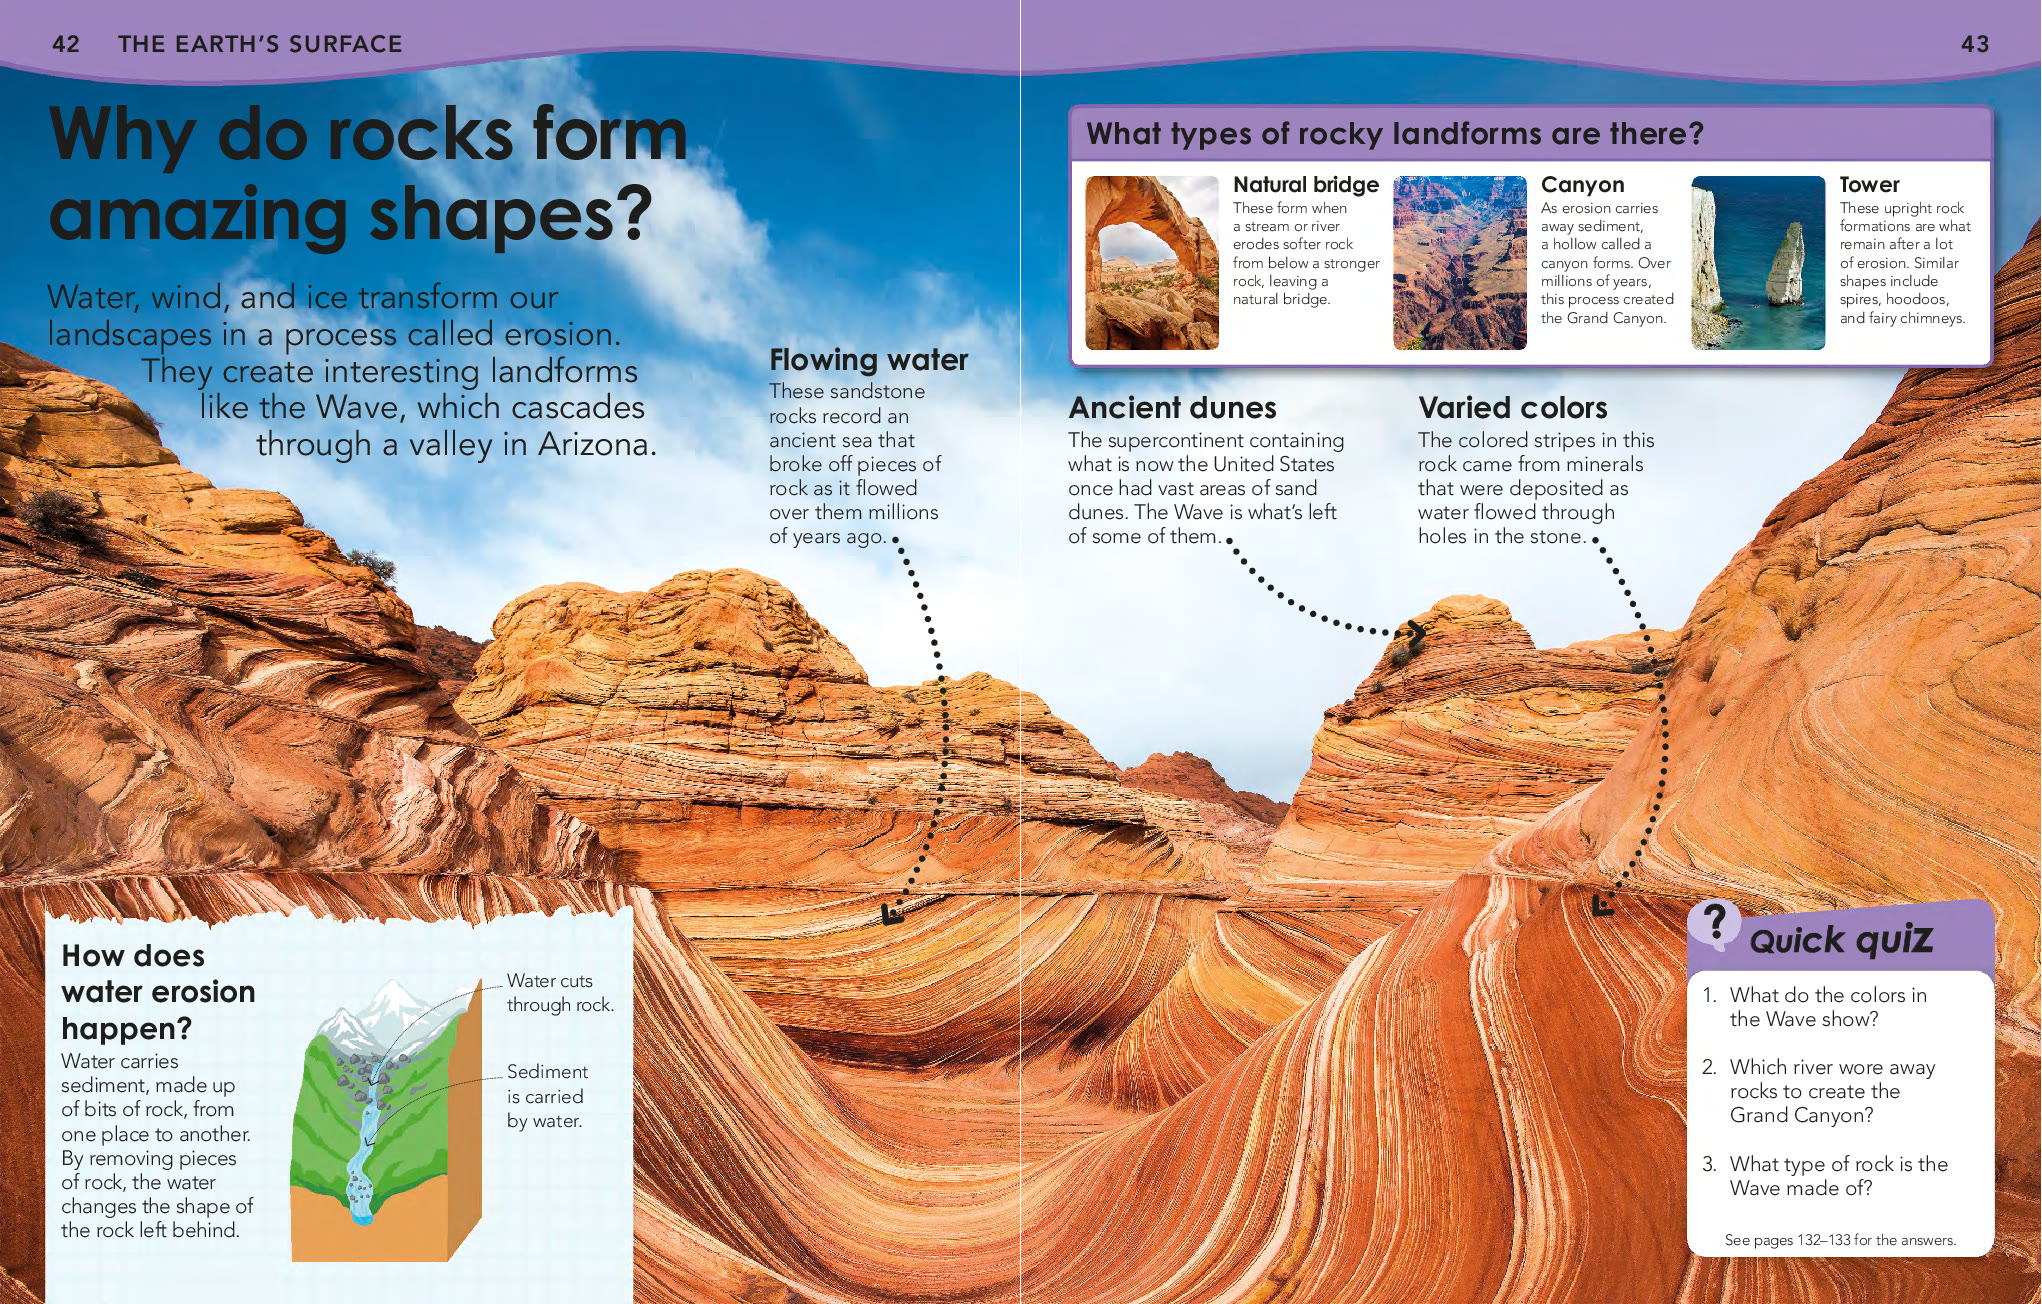 42 THE EARTH'S SURFACE
43
Why do rocks form
amazing shapes?
Water, wind, and ice transform our
landscapes in a process called erosion.
They create interesting landforms
like the Wave, which cascades
through a valley in Arizona.
Flowing water
These sandstone
rocks record an
ancient sea that
broke off pieces of
rock as it flowed
over them millions
of years ago.
What types of rocky landforms are there?
Natural bridge
These form when
a stream or river
erodes softer rock
from below a stronger
rock, leaving a
natural bridge.
Canyon
As erosion carries
away sediment,
a hollow called a
canyon forms. Over
millions of years,
this process created
the Grand Canyon.
Tower
These upright rock
formations are what
remain after a lot
of erosion. Similar
shapes include
spires, hoodoos,
and fairy chimneys.
Ancient dunes
The supercontinent containing
what is now the United States
once had vast areas of sand
dunes. The Wave is what's left
of some of them.
Varied colors
The colored stripes in this
rock came from minerals
that were deposited as
water flowed through
holes in the stone.
How does
water erosion
happen?
Water carries
sediment, made up
of bits of rock, from
one place to another.
By removing pieces
of rock, the water
changes the shape of
the rock left behind.
Water cuts
through rock.
Sediment
is carried
by water.
?
Quick quiz
1. What do the colors in
the Wave show?
2. Which river wore away
rocks to create the
Grand Canyon?
3. What type of rock is the
Wave made of?
See pages 132–133 for the answers.